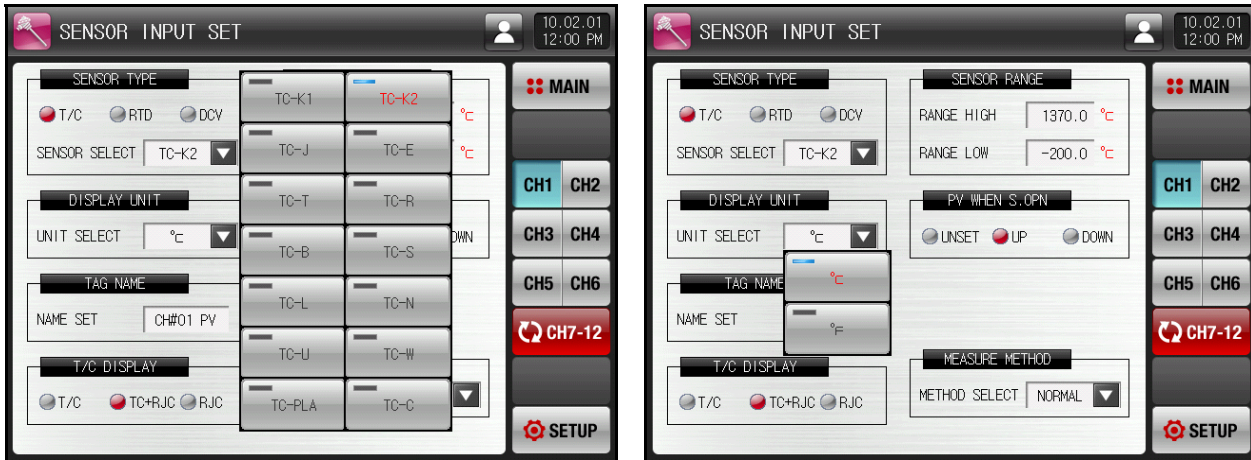 SENSOR INPUT SET
10.02.01
12:00 PM
SENSOR TYPE
T/C RTD DCV
SENSOR SELECT TC-K2
DISPLAY UNIT
UNIT SELECT ℃
TAG NAME
NAME SET CH#01 PV
T/C DISPLAY
T/C TC+RJC RJC
TC-K1 TC-K2
TC-J TC-E
TC-T TC-R
TC-B TC-S
TC-L TC-N
TC-U TC-W
TC-PLA TC-C
℃
℃
MAIN
CH1 CH2
CH3 CH4
CH5 CH6
CH7-12
SETUP
SENSOR INPUT SET
10.02.01
12:00 PM
SENSOR TYPE
T/C RTD DCV
SENSOR SELECT TC-K2
DISPLAY UNIT
UNIT SELECT ℃
℃
℉
TAG NAME
NAME SET
T/C DISPLAY
T/C TC+RJC RJC
SENSOR RANGE
RANGE HIGH 1370.0 ℃
RANGE LOW -200.0 ℃
PV WHEN S.OPN
UNSET UP DOWN
MEASURE METHOD
METHOD SELECT NORMAL
MAIN
CH1 CH2
CH3 CH4
CH5 CH6
CH7-12
SETUP